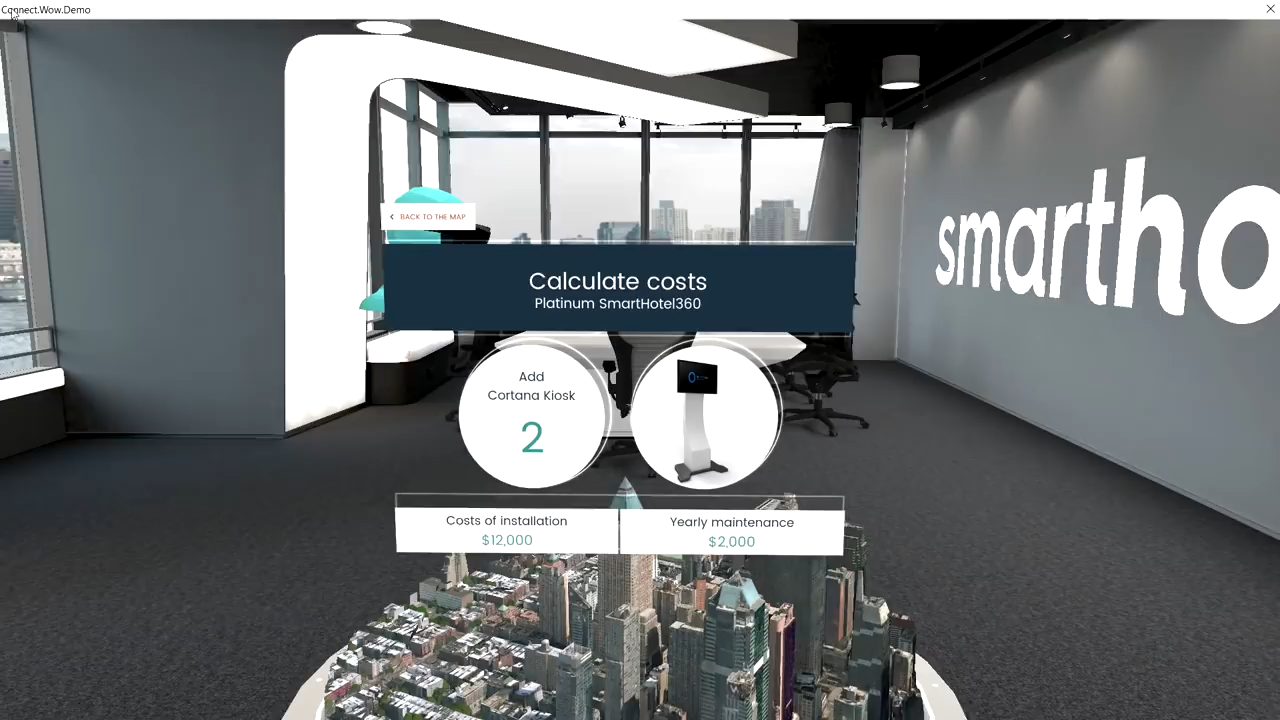 Connect.Wow.Demo
smartho
BACK TO THE MAP
Calculate costs
Platinum SmartHotel360
Add
Cortana Kiosk
2
Costs of installation
$12,000
Yearly maintenance
$2,000